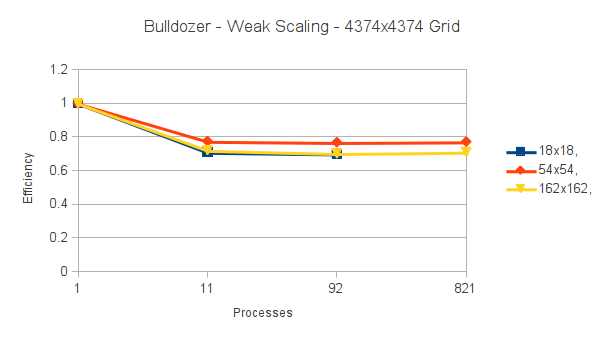 Bulldozer - Weak Scaling - 4374x4374 Grid
1.2
1
0.8
0.6
0.4
0.2
0
Efficiency
1 11 92 821
Processes
18x18,
54x54,
162x162,